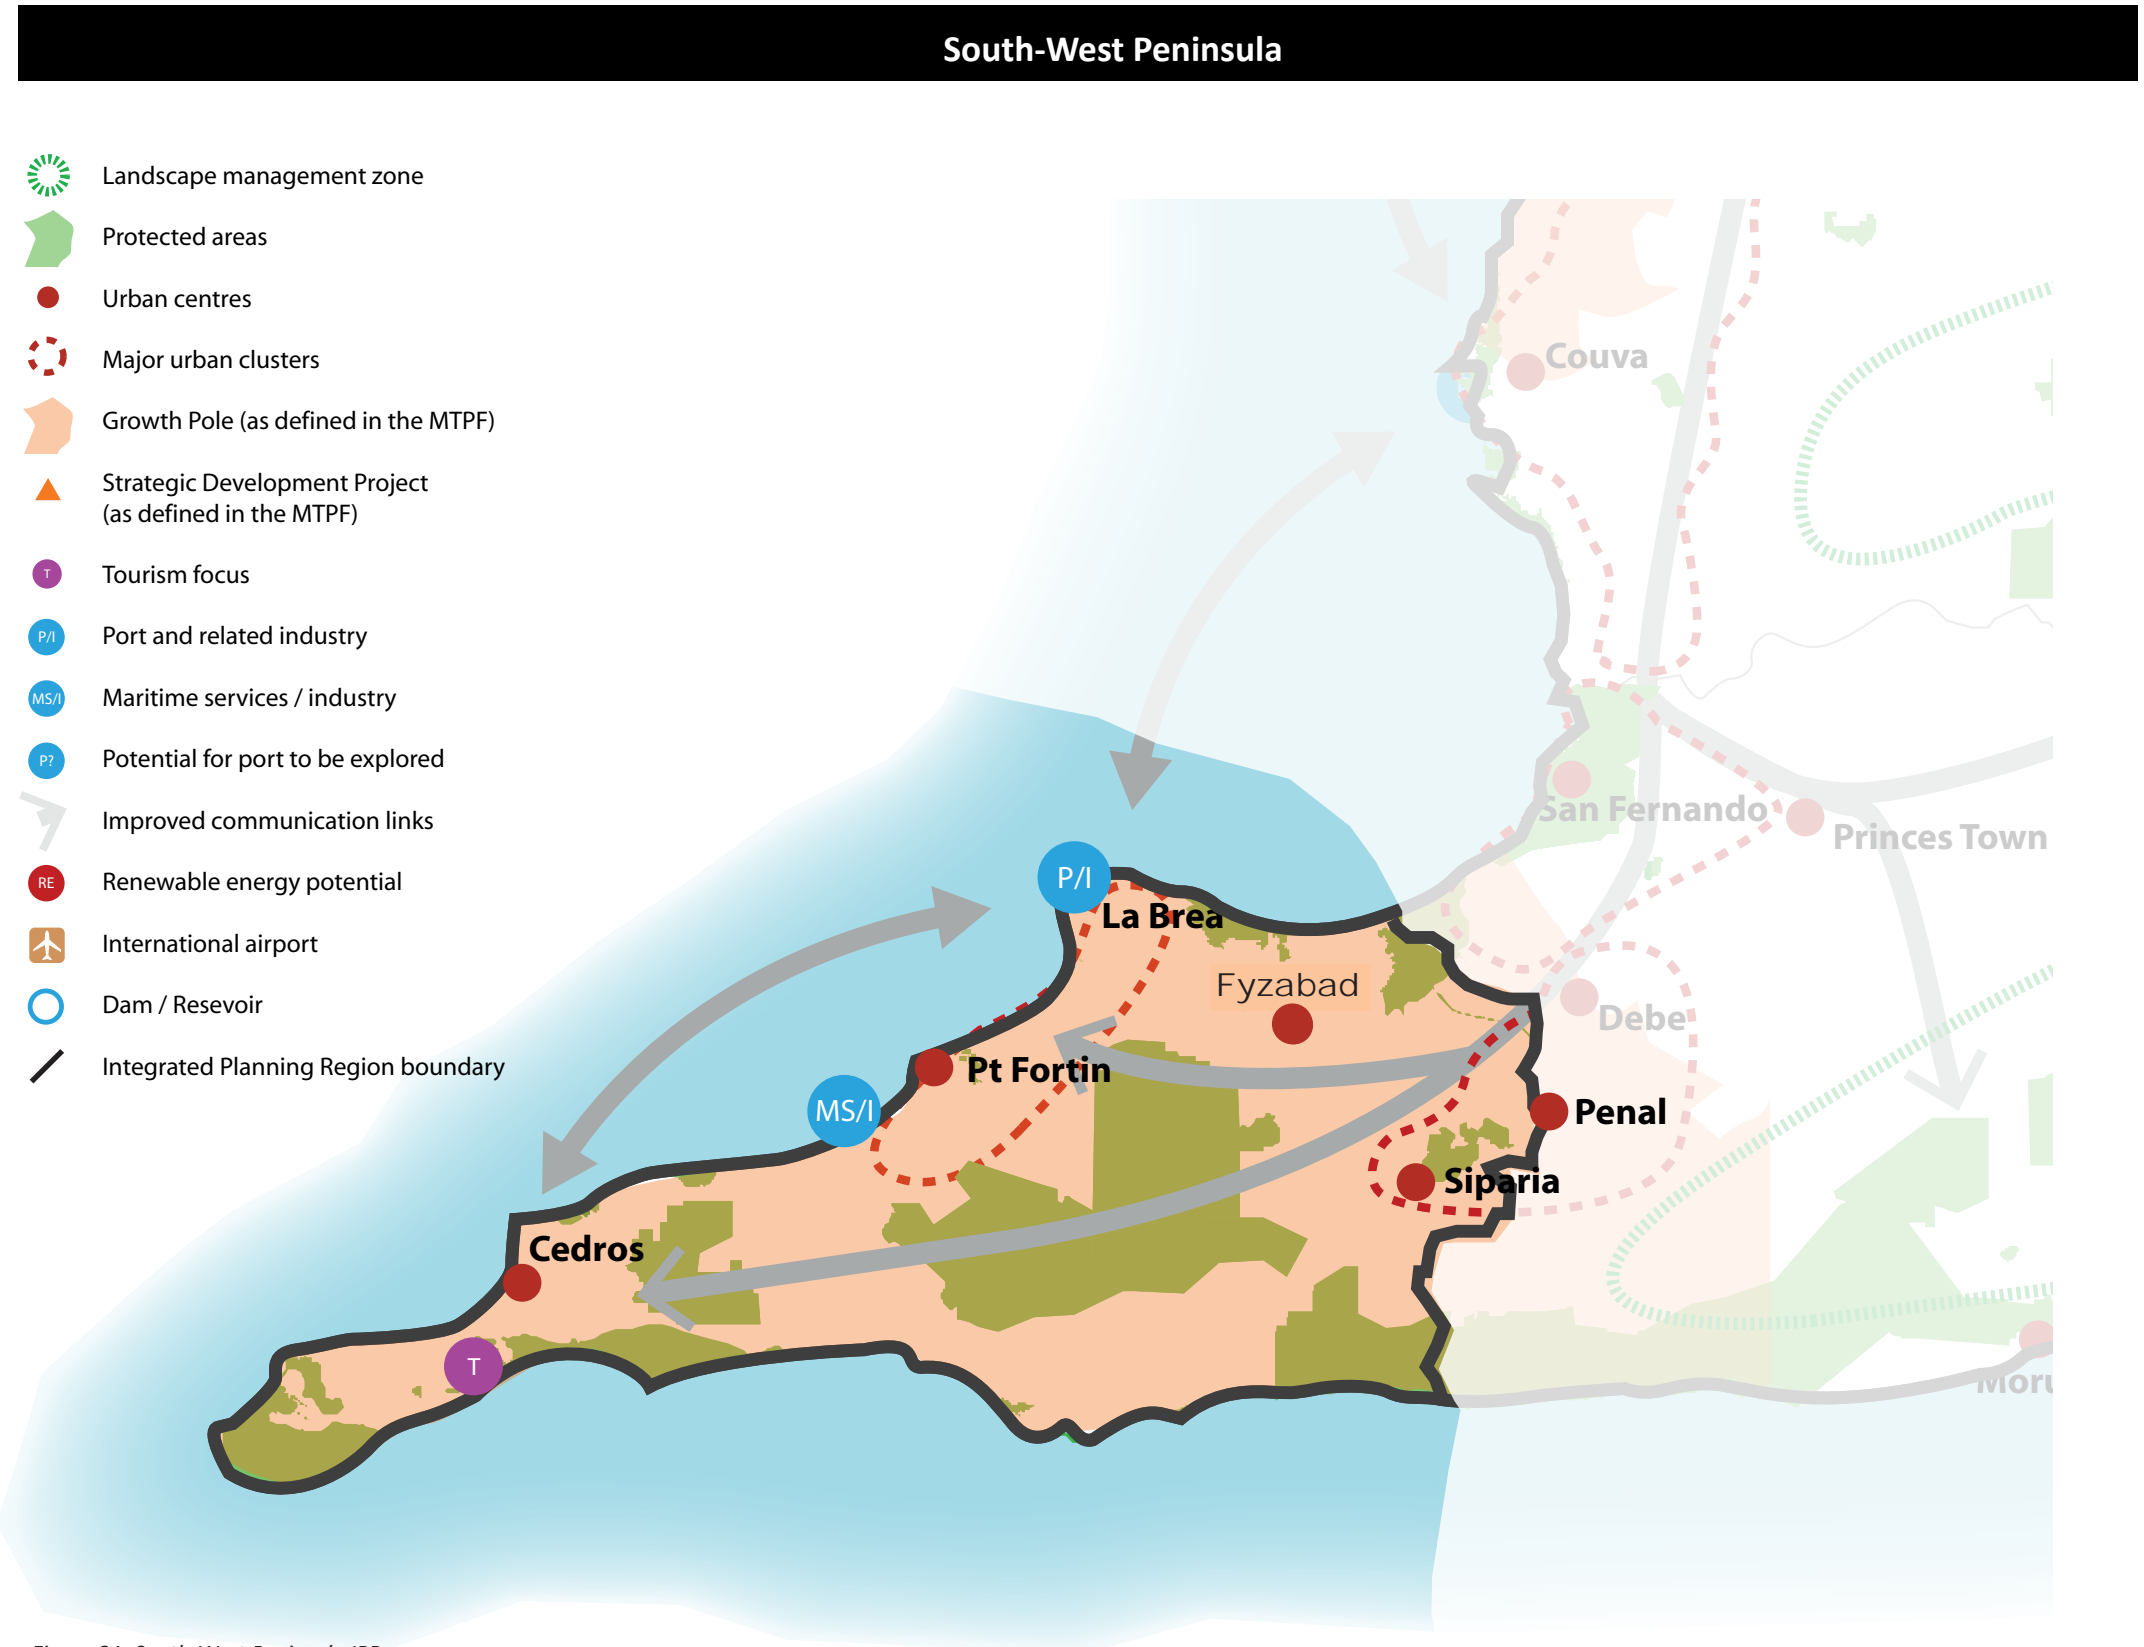 South-West Peninsula
Landscape management zone
Protected areas
Urban centres
Major urban clusters
Growth Pole (as defined in the MTPF)
Strategic Development Project
(as defined in the MTPF)
T
Tourism focus
P/I
Port and related industry
MS/I
Maritime services / industry
P?
Potential for port to be explored
Improved communication links
RE
Renewable energy potential
International airport
Dam / Resevoir
Integrated Planning Region boundary
Couva
San Fernando
Princes Town
P/I
La Brea
Fyzabad
Debe
Pt Fortin
MS/I
Penal
Siparia
Cedros
T